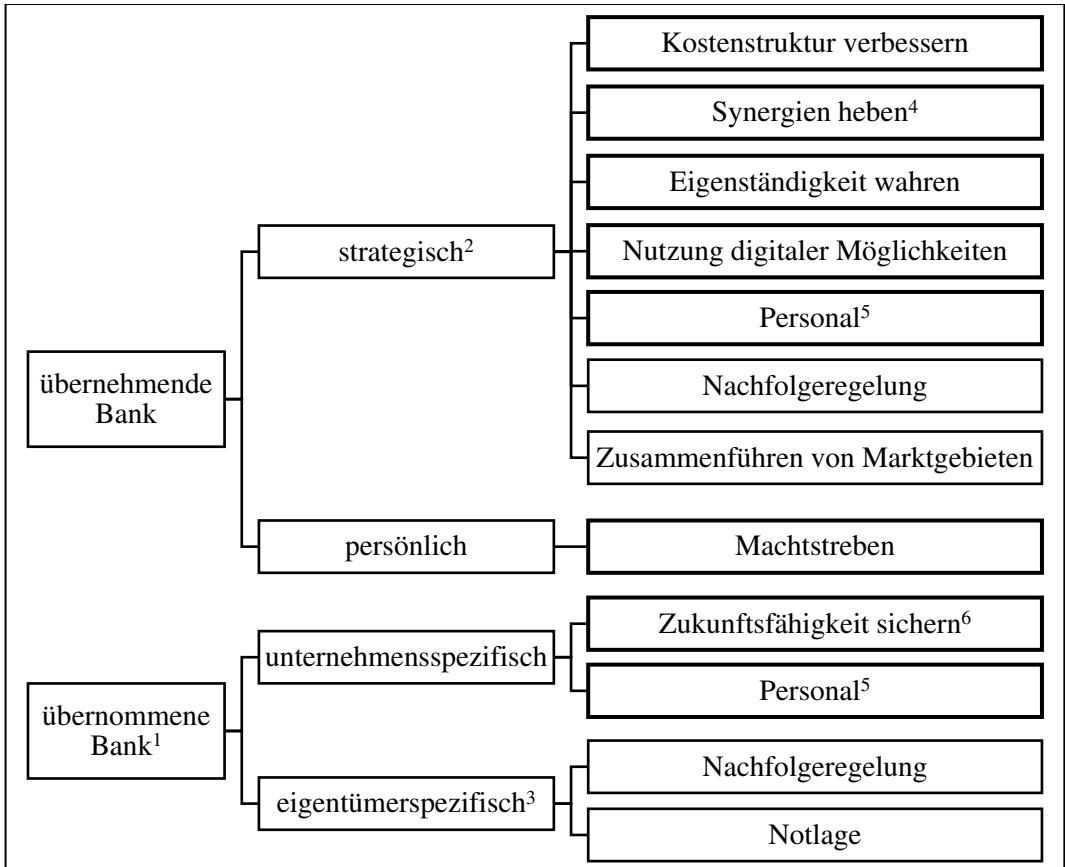 Kostenstruktur verbessern
Synergien heben⁴
Eigenständigkeit wahren
strategisch²
Nutzung digitaler Möglichkeiten
Personal⁵
übernehmende
Bank
Nachfolgeregelung
Zusammenführen von Marktgebieten
persönlich
Machtstreben
Zukunftsfähigkeit sichern⁶
unternehmensspezifisch
Personal⁵
übernommene
Bank¹
Nachfolgeregelung
eigentümerspezifisch³
Notlage